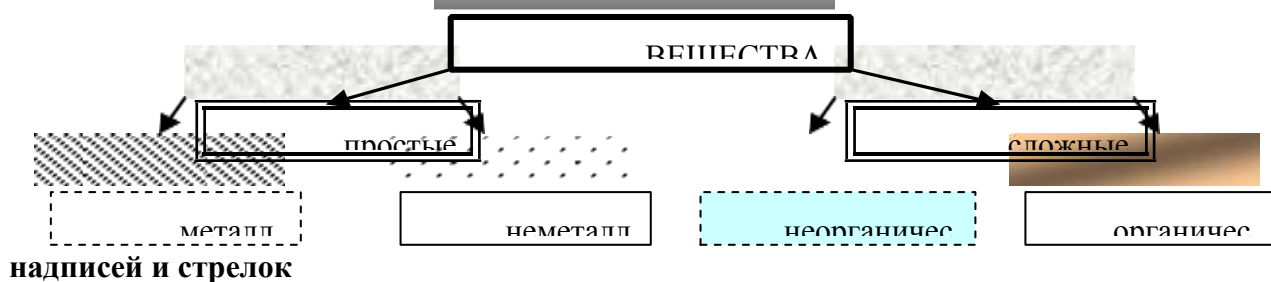 ВЕЩЕСТВА
простые сложные
металл неметалл неорганичес органичес
надписей и стрелок